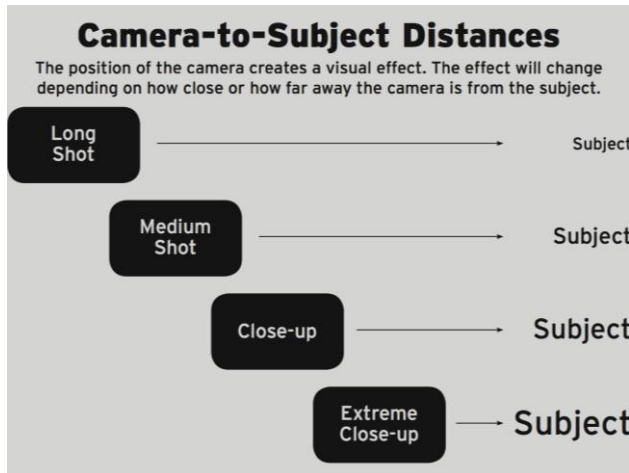 Camera-to-Subject Distances
The position of the camera creates a visual effect. The effect will change
depending on how close or how far away the camera is from the subject.
Long
Shot
Subject
Medium
Shot
Subject
Close-up
Subject
Extreme
Close-up
Subject